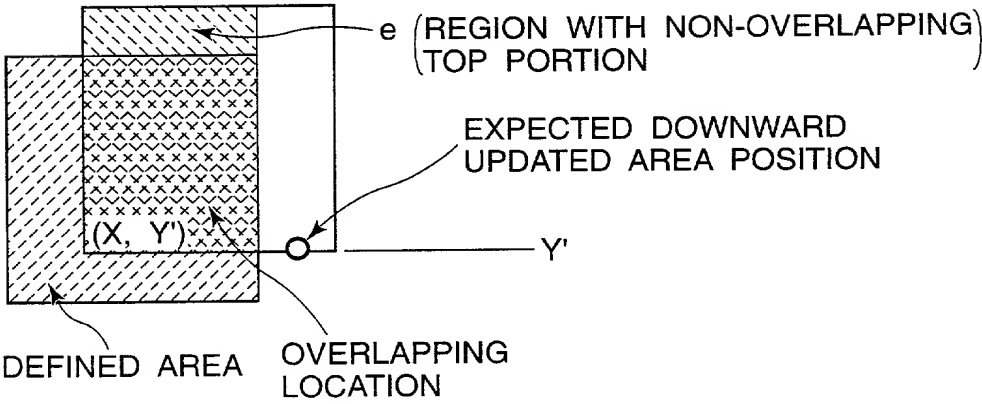 e (REGION WITH NON-OVERLAPPING
TOP PORTION)
EXPECTED DOWNWARD
UPDATED AREA POSITION
(X, Y')
Y'
DEFINED AREA
OVERLAPPING
LOCATION